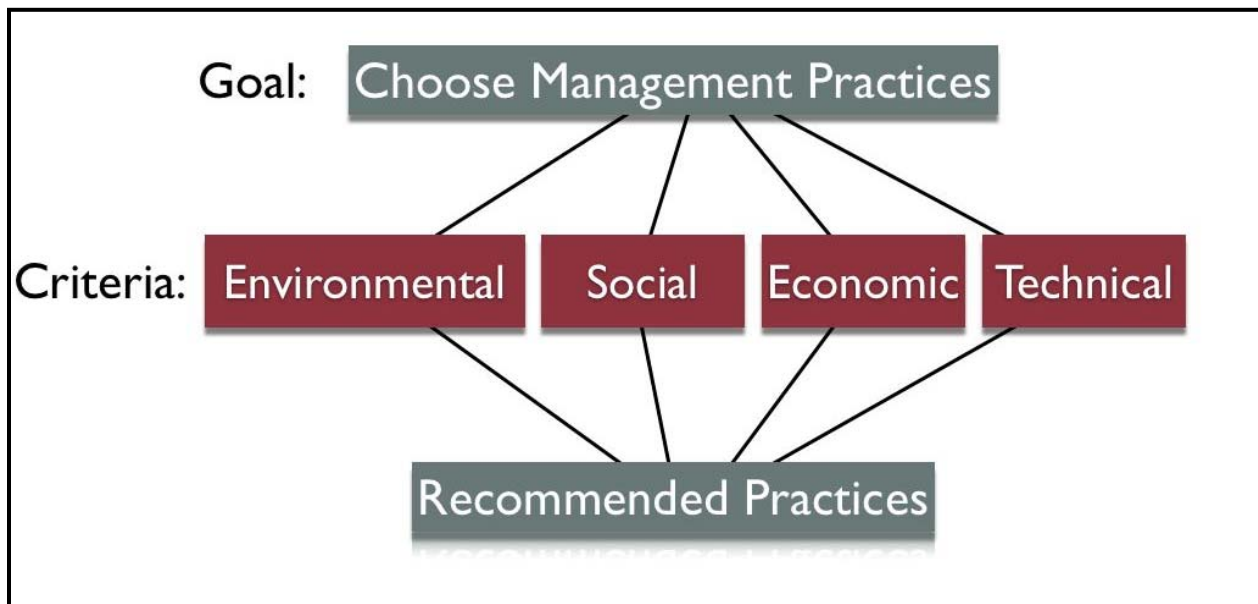 Goal: Choose Management Practices
Criteria: Environmental Social Economic Technical
Recommended Practices